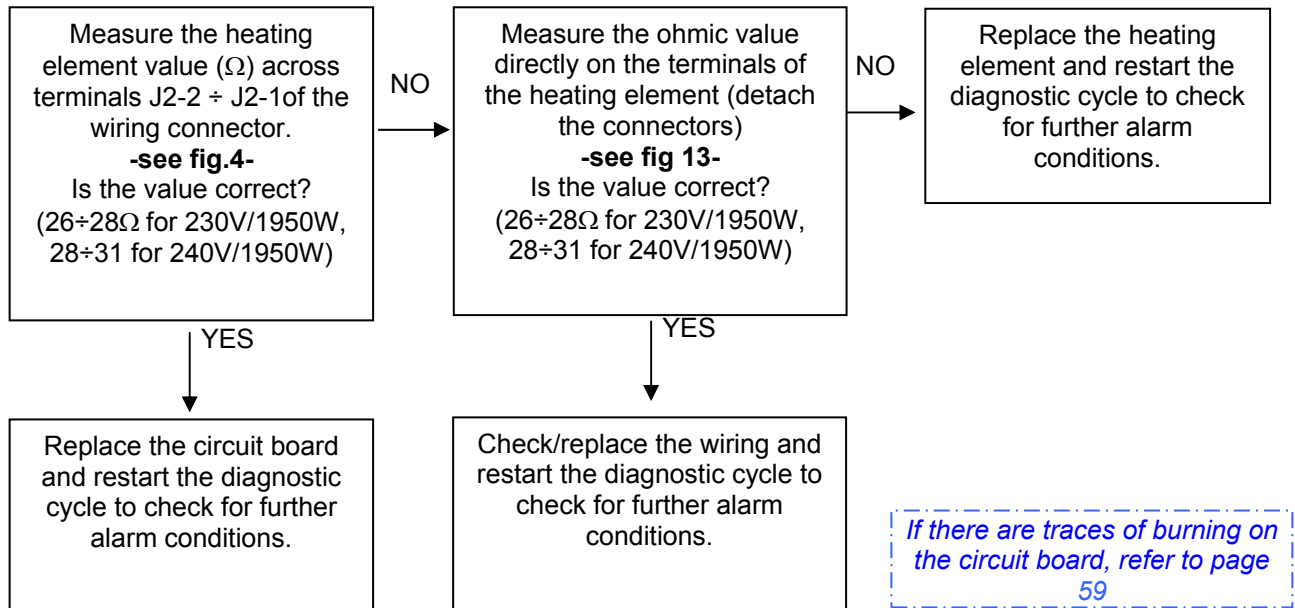 Measure the heating
element value (Ω) across
terminals J2-2 ÷ J2-1of the
wiring connector.
-see fig.4-
Is the value correct?
(26÷28Ω for 230V/1950W,
28÷31 for 240V/1950W)
NO
Measure the ohmic value
directly on the terminals of
the heating element (detach
the connectors)
-see fig 13-
Is the value correct?
(26÷28Ω for 230V/1950W,
28÷31 for 240V/1950W)
NO
Replace the heating
element and restart the
diagnostic cycle to check
for further alarm
conditions.
YES
YES
Replace the circuit board
and restart the diagnostic
cycle to check for further
alarm conditions.
Check/replace the wiring and
restart the diagnostic cycle to
check for further alarm
conditions.
If there are traces of burning on
the circuit board, refer to page
59